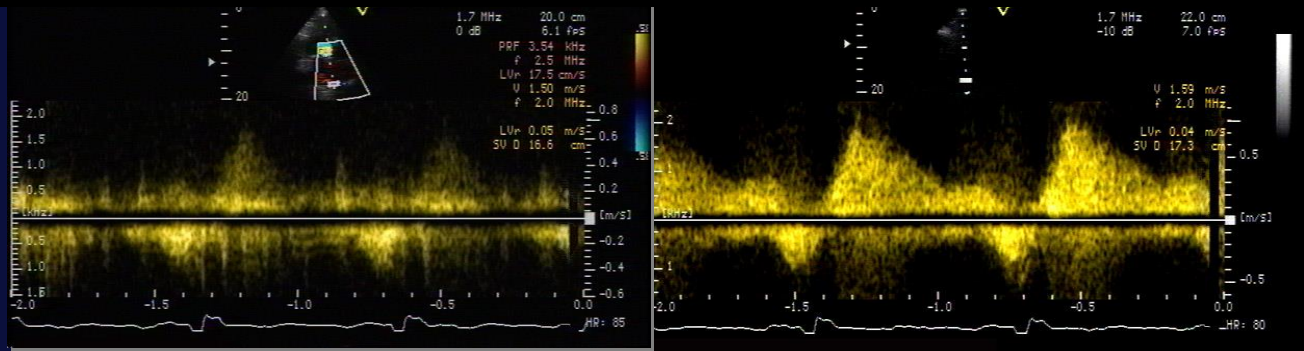 0
1.7 MHz 20.0 cm
0 dB 6.1 fps
PRF 3.54 kHz
f 2.5 MHz
LVr 17.5 cm/s
V 1.50 m/s
f 2.0 MHz
LVr 0.05 m/s
SV D 16.6 cm
20
.58
.58
2.0
1.5
1.0
0.5
[kHz]
0.5
1.0
1.5
0.8
0.6
0.4
0.2
[m/s]
-0.2
-0.4
-0.6
-2.0 -1.5 -1.0 -0.5 0.0
HR: 85
0
1.7 MHz 22.0 cm
-10 dB 7.0 fps
20
V 1.59 m/s
f 2.0 MHz
LVr 0.04 m/s
SV D 17.3 cm
2
1
[kHz]
1
0.5
[m/s]
-0.5
-2.0 -1.5 -1.0 -0.5 0.0
HR: 80